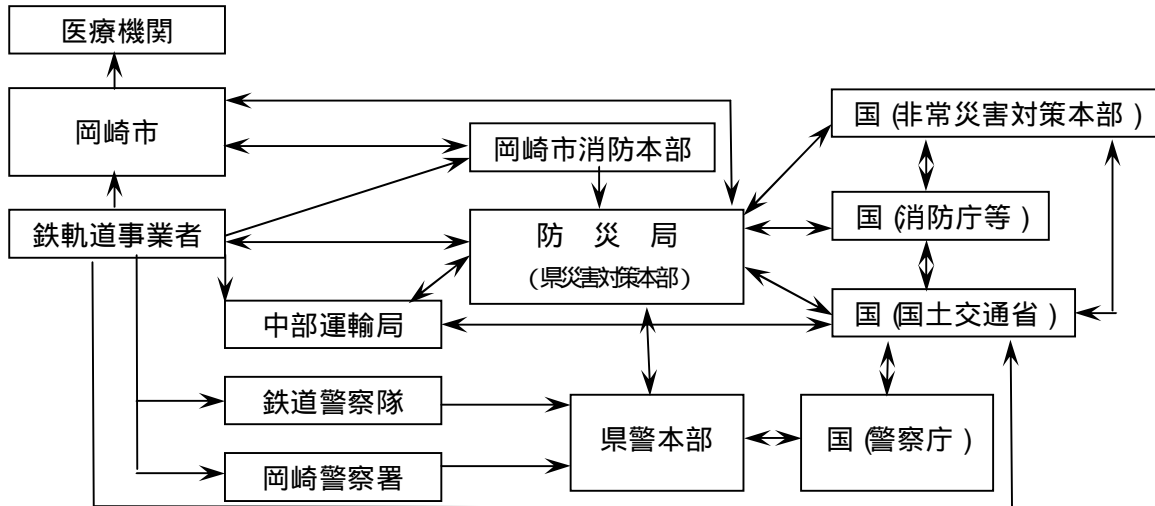 医療機関
岡崎市
国(非常災害対策本部)
岡崎市消防本部
鉄軌道事業者
防 災 局
(県災害対策本部)
国(消防庁等)
中部運輸局
国(国土交通省)
鉄道警察隊
県警本部
国(警察庁)
岡崎警察署